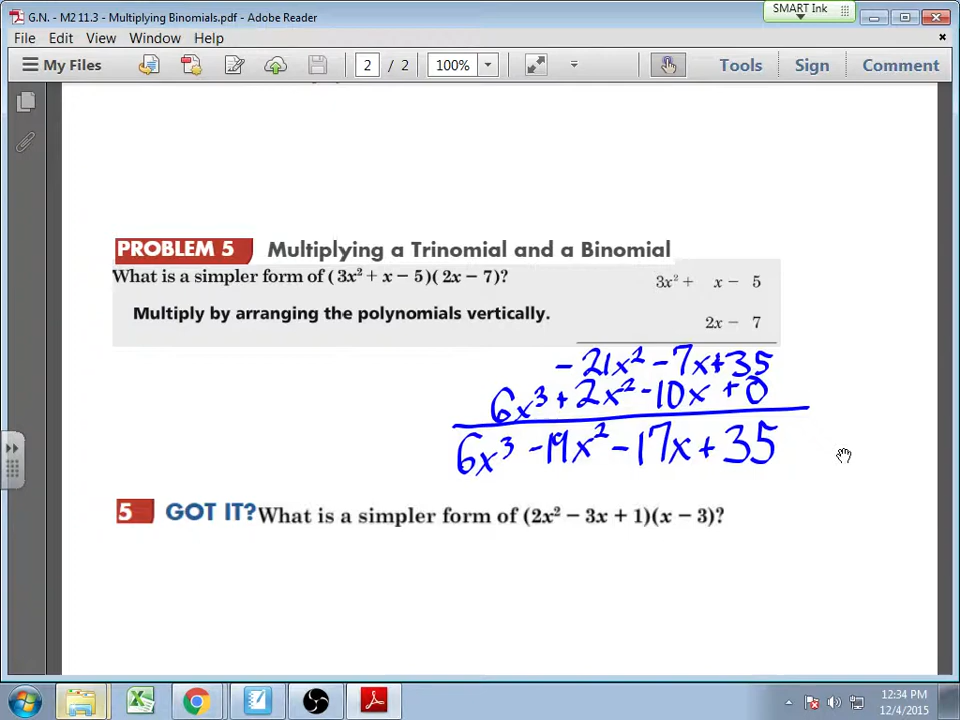 G.N. - M2 11.3 - Multiplying Binomials.pdf - Adobe Reader
SMART Ink
File Edit View Window Help
My Files 2 / 2 100% Tools Sign Comment
PROBLEM 5 Multiplying a Trinomial and a Binomial
What is a simpler form of (3x² + x − 5)(2x − 7)?
3x² + x − 5
Multiply by arranging the polynomials vertically.
2x − 7
-21x² -7x+35
6x³ + 2x² -10x +0
6x³ -19x² -17x + 35
5 GOT IT? What is a simpler form of (2x² − 3x + 1)(x − 3)?
12:34 PM
12/4/2015